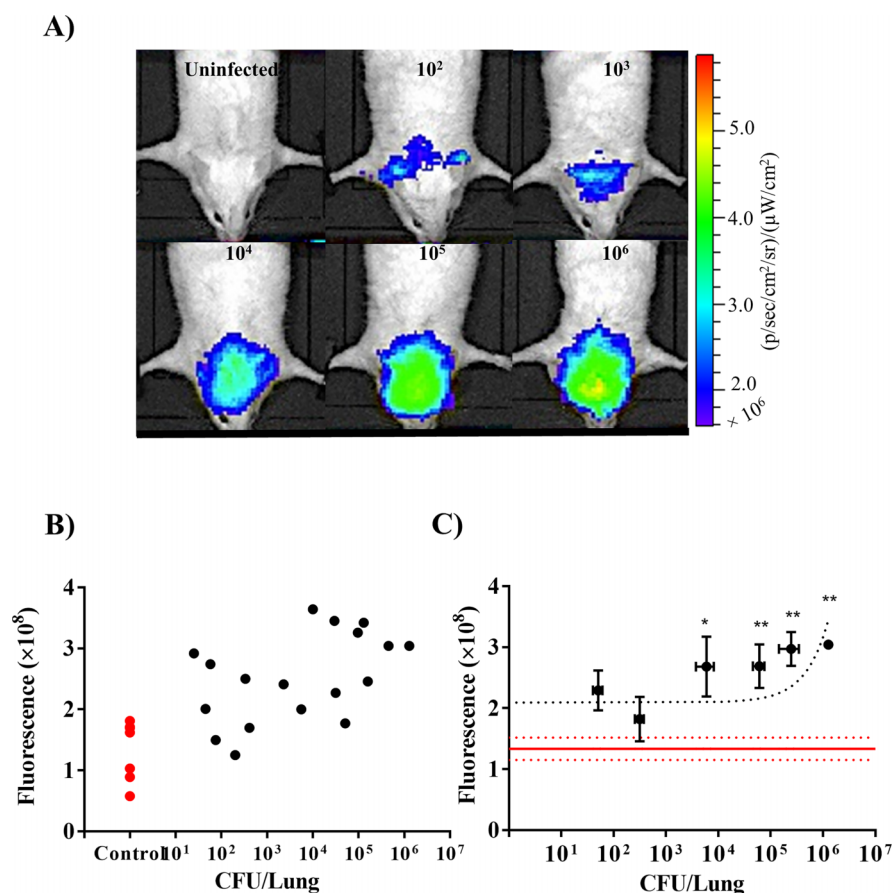 A)
Uninfected 10² 10³
10⁴ 10⁵ 10⁶
5.0
4.0
3.0
2.0
× 10⁶
(p/sec/cm²/sr)/(µW/cm²)
B)
Fluorescence (×10⁸)
4
3
2
1
0
Control 10¹ 10² 10³ 10⁴ 10⁵ 10⁶ 10⁷
CFU/Lung
C)
Fluorescence (×10⁸)
4
3
2
1
0
* ** ** **
10¹ 10² 10³ 10⁴ 10⁵ 10⁶ 10⁷
CFU/Lung